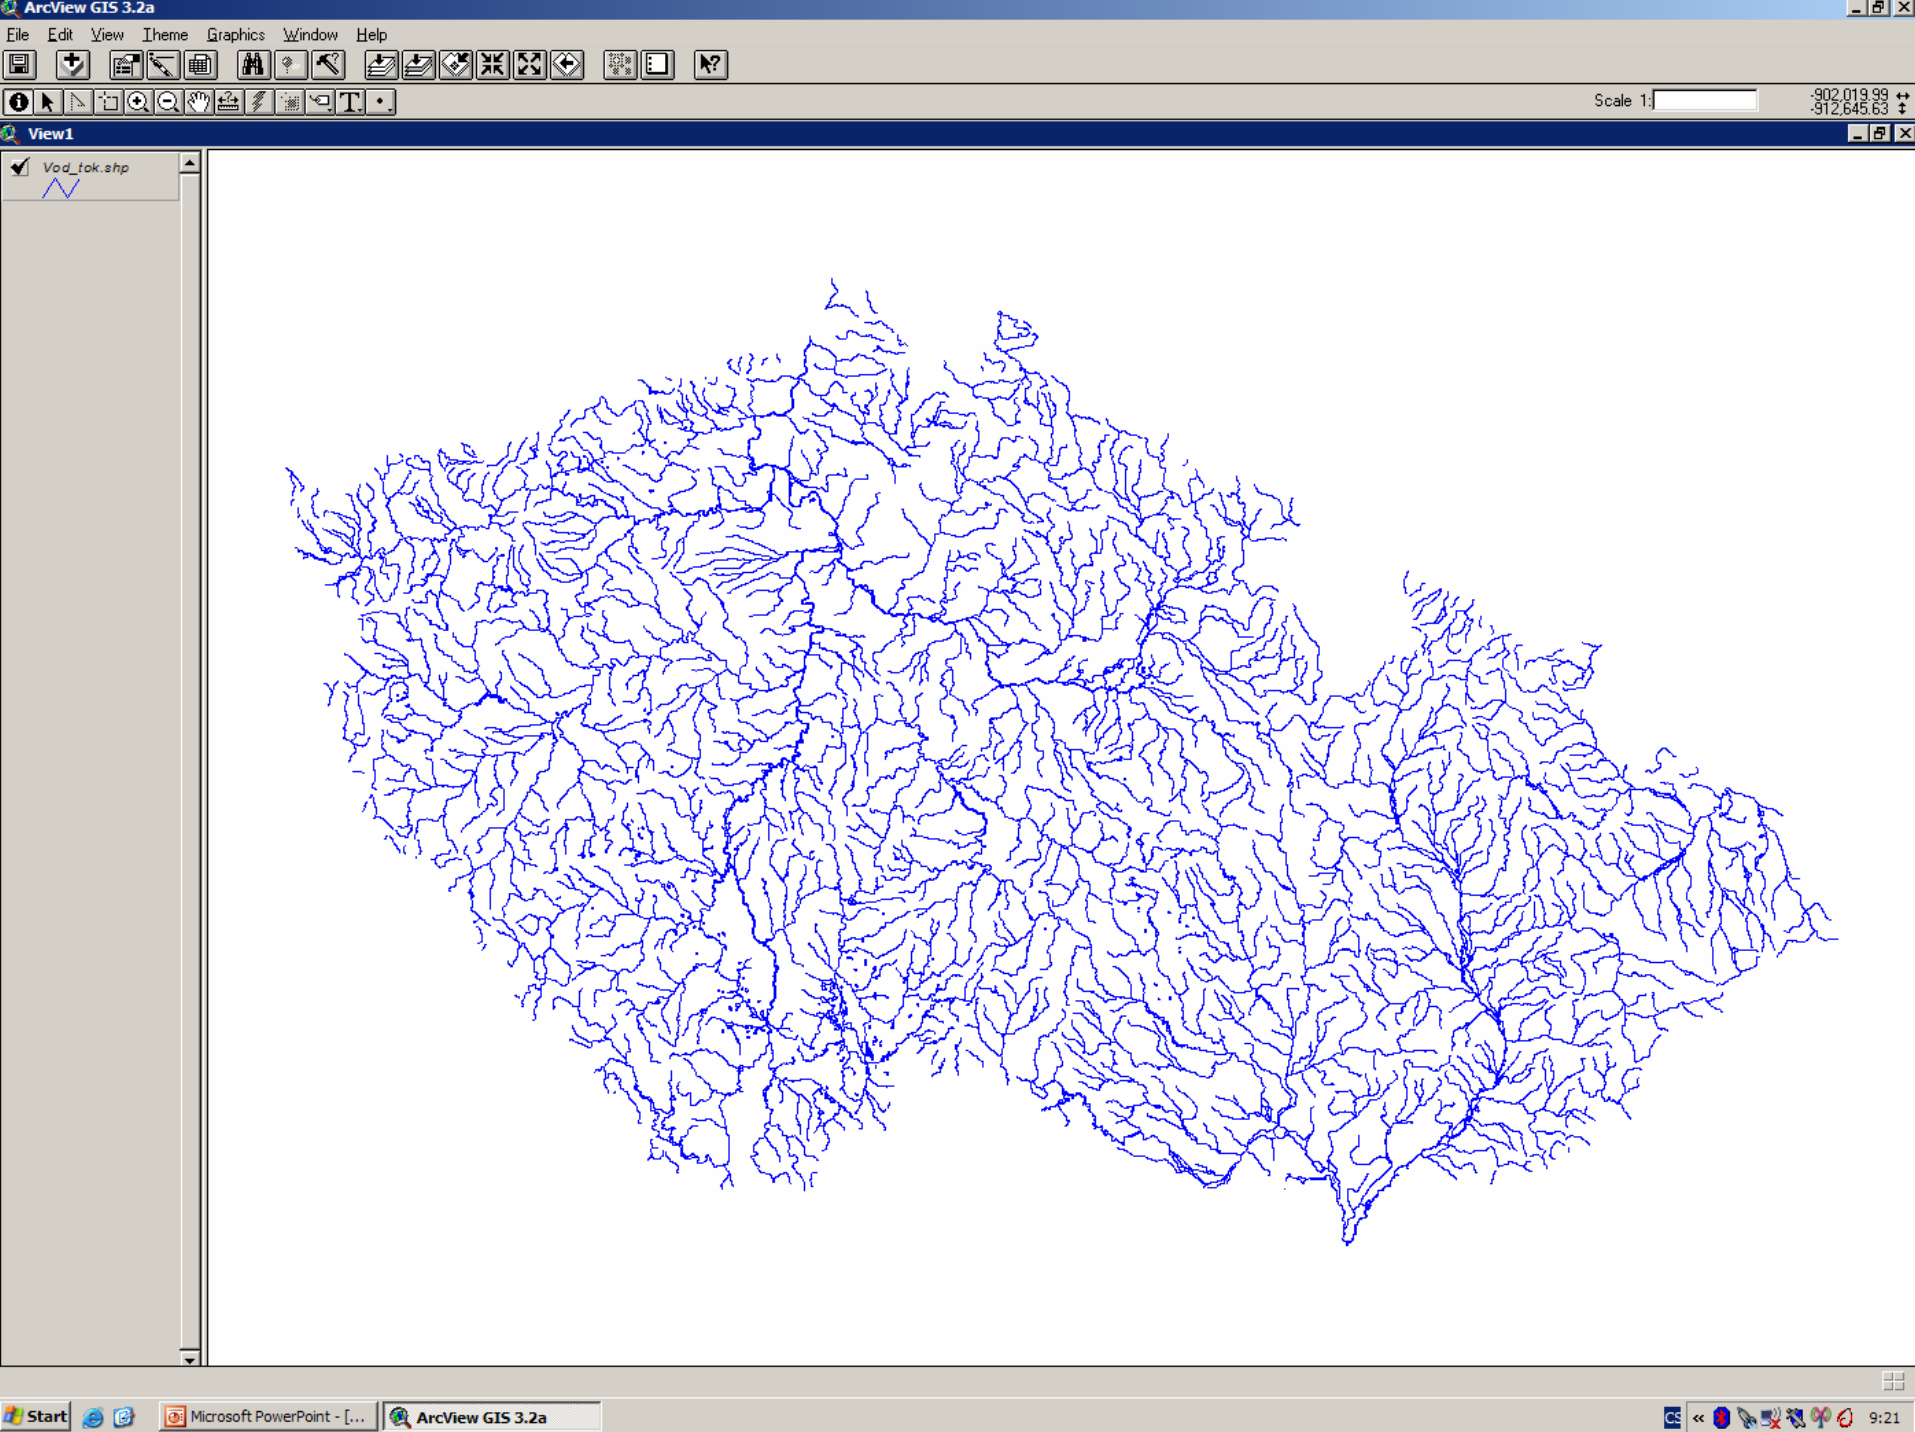 ArcView GIS 3.2a
File Edit View Theme Graphics Window Help
Scale 1:
-902,019.99
-912,645.63
View1
Vod_tok.shp
Start
Microsoft PowerPoint - [...
ArcView GIS 3.2a
CS
9:21